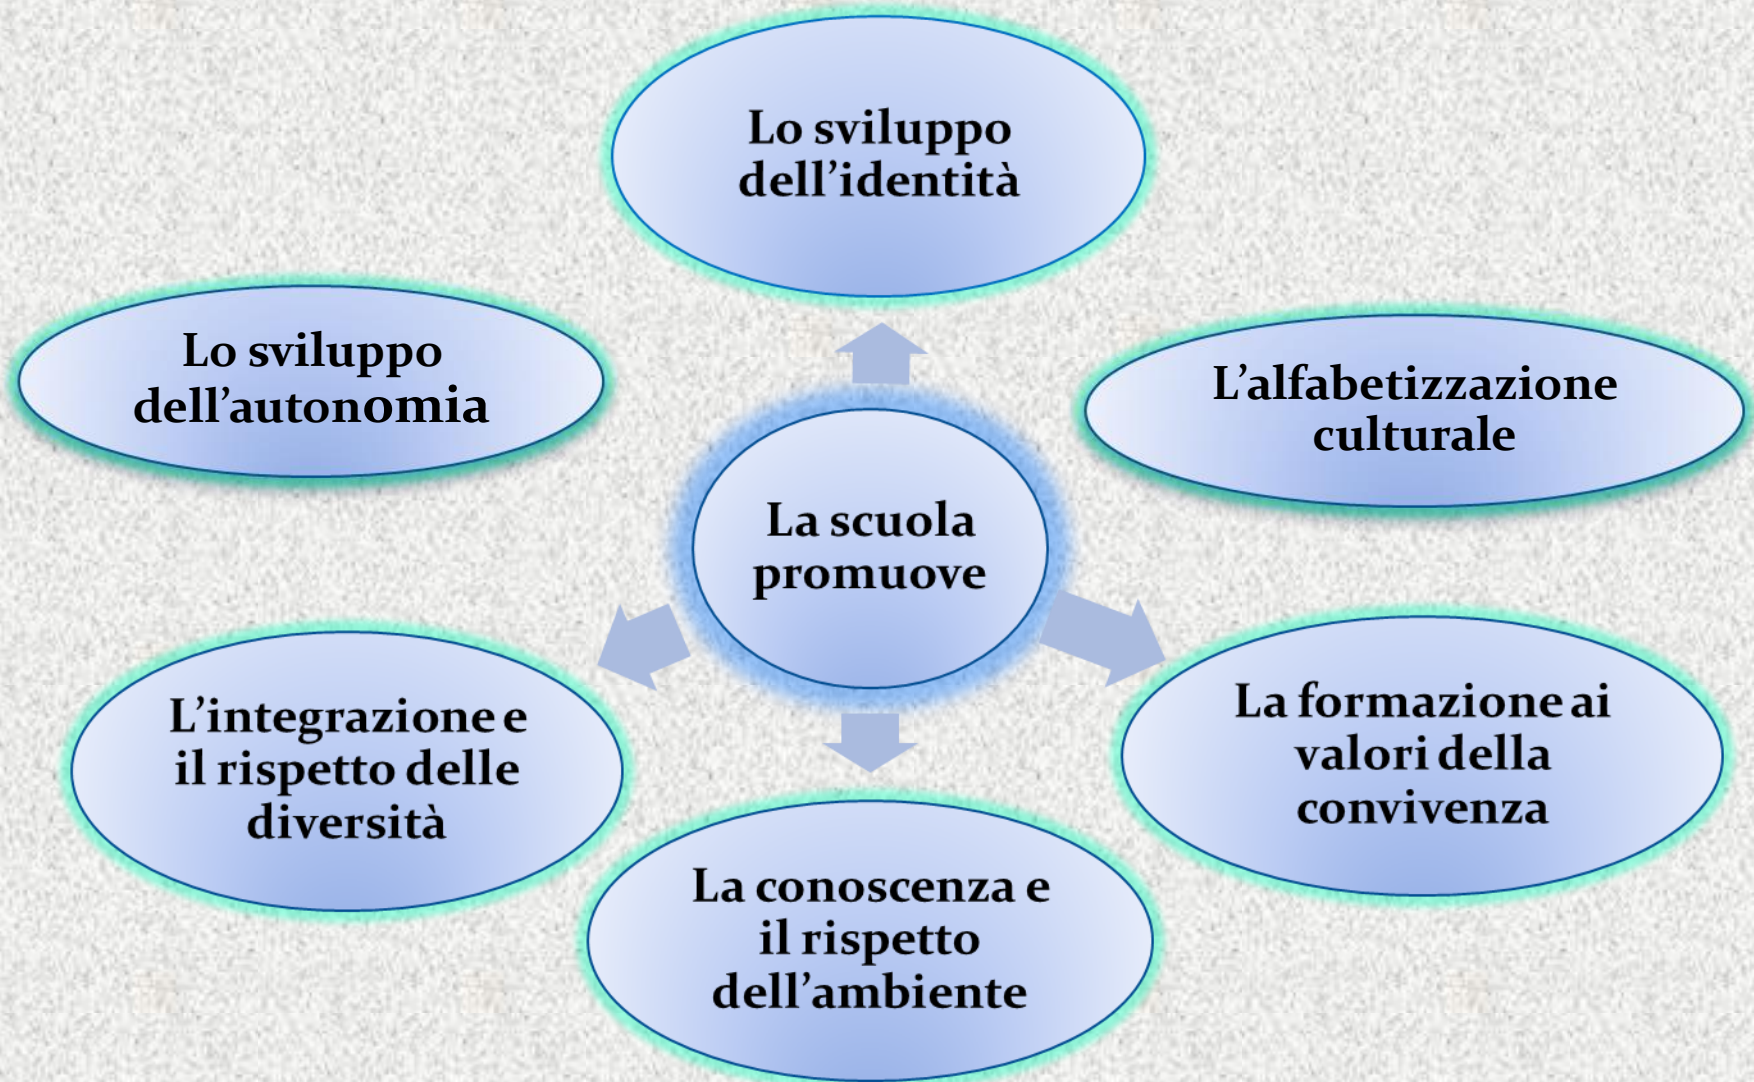 Lo sviluppo
dell’identità
Lo sviluppo
dell’autonomia
L’alfabetizzazione
culturale
La scuola
promuove
L’integrazione e
il rispetto delle
diversità
La formazione ai
valori della
convivenza
La conoscenza e
il rispetto
dell’ambiente